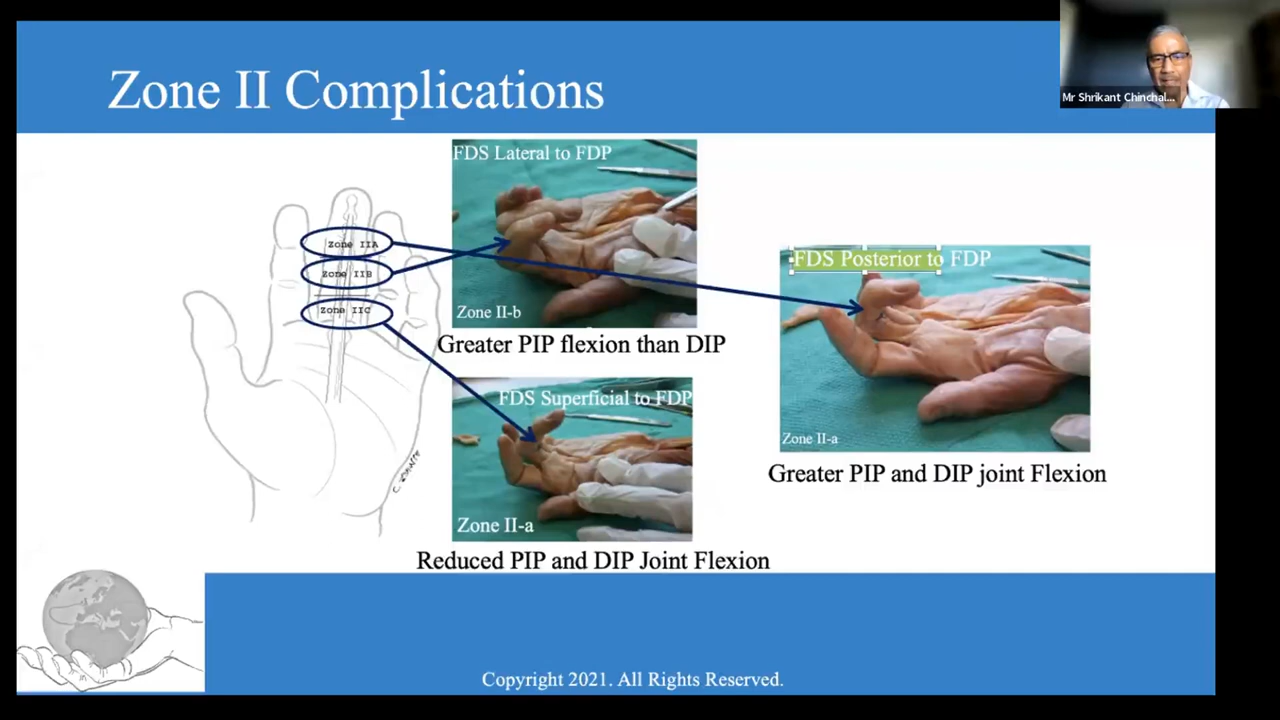 Zone II Complications
Mr Shrikant Chinchal...
FDS Lateral to FDP
Zone IIA
Zone IIB
Zone IIC
Zone II-b
Greater PIP flexion than DIP
FDS Posterior to FDP
Zone II-a
Greater PIP and DIP joint Flexion
FDS Superficial to FDP
Zone II-a
Reduced PIP and DIP Joint Flexion
Copyright 2021. All Rights Reserved.